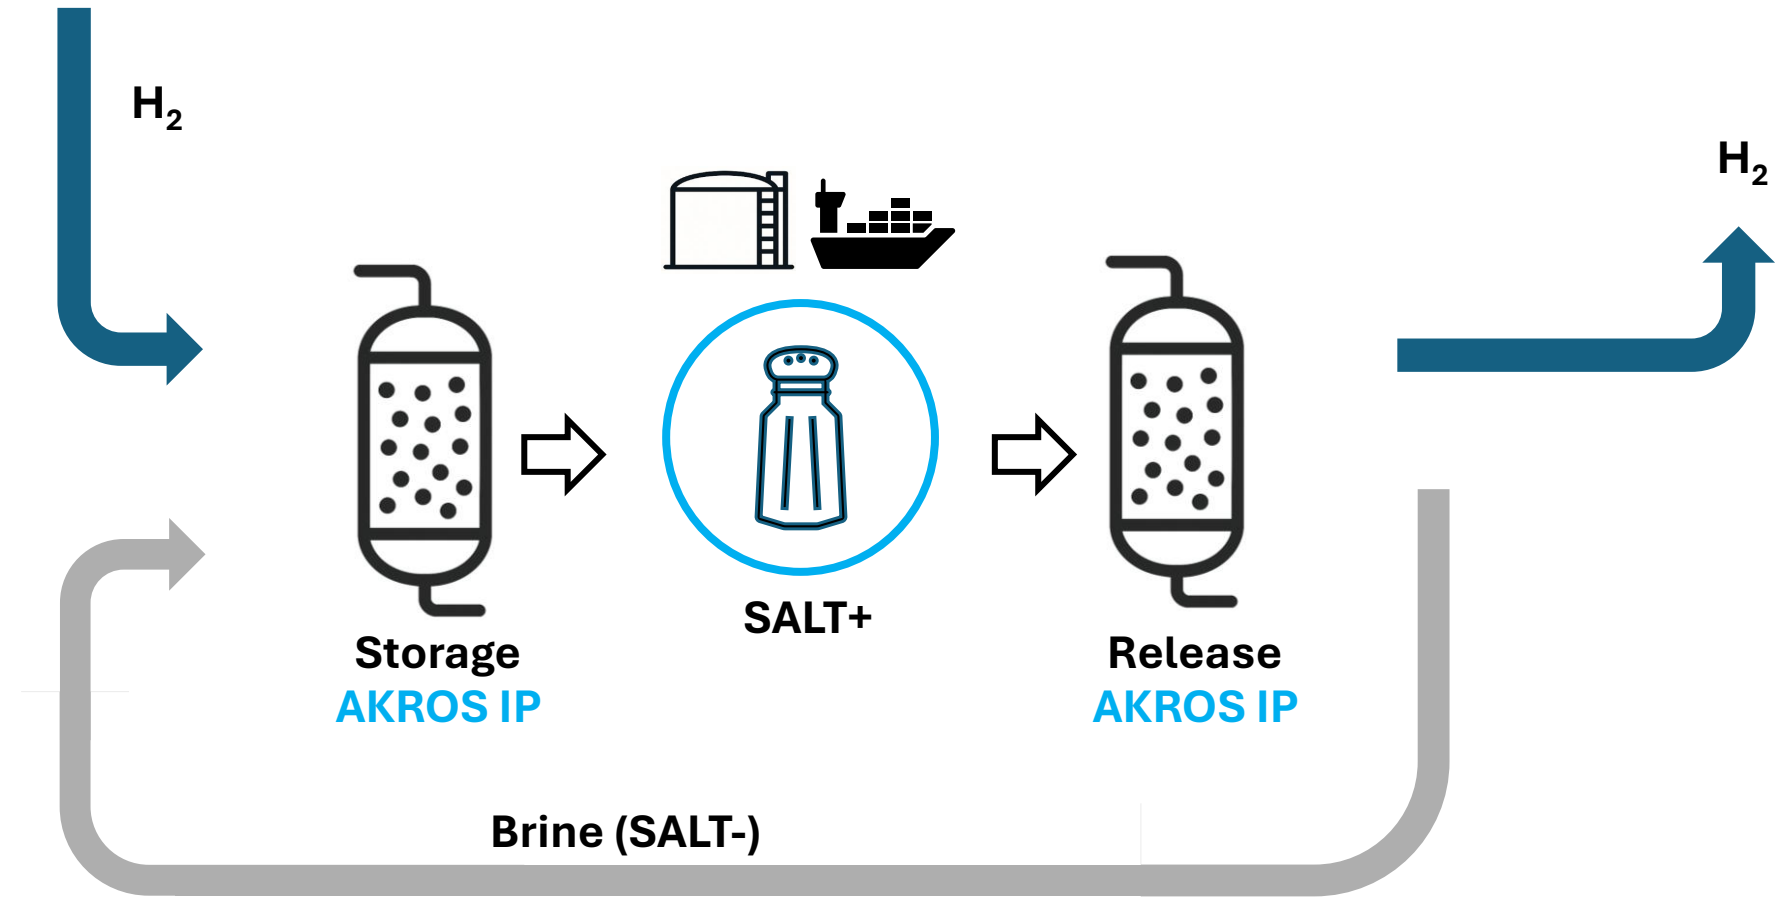 H₂
H₂
SALT+
Storage
AKROS IP
Release
AKROS IP
Brine (SALT-)